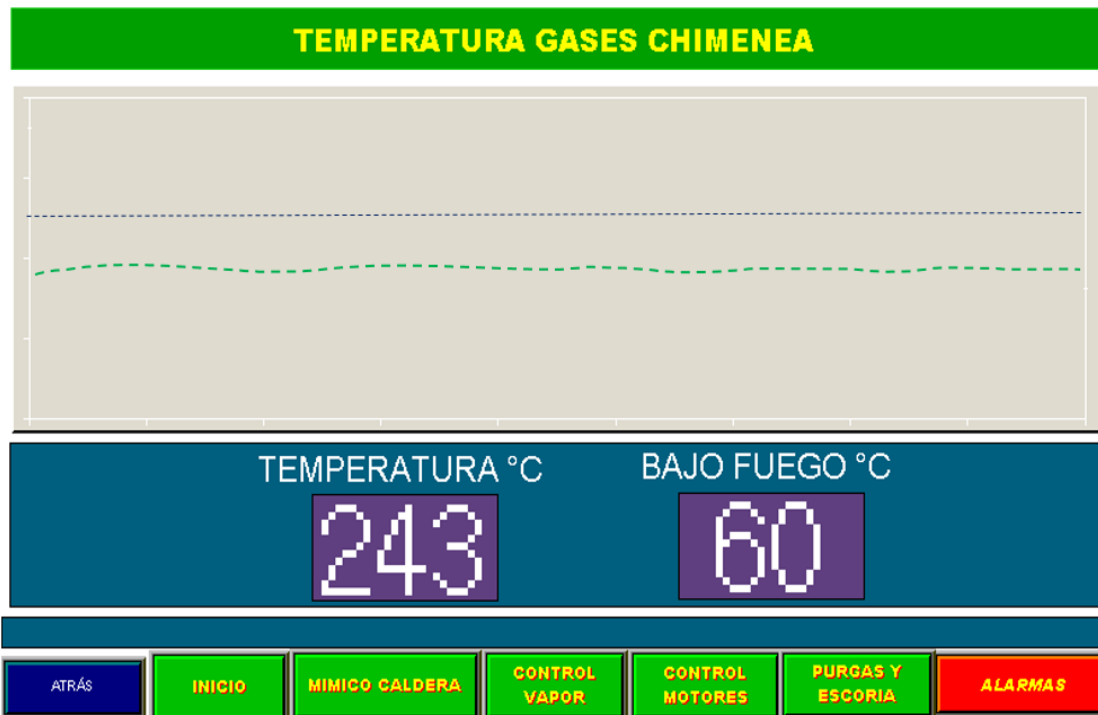 TEMPERATURA GASES CHIMENEA
TEMPERATURA °C
BAJO FUEGO °C
243
60
ATRÁS
INICIO
MIMICO CALDERA
CONTROL
VAPOR
CONTROL
MOTORES
PURGAS Y
ESCORIA
ALARMAS